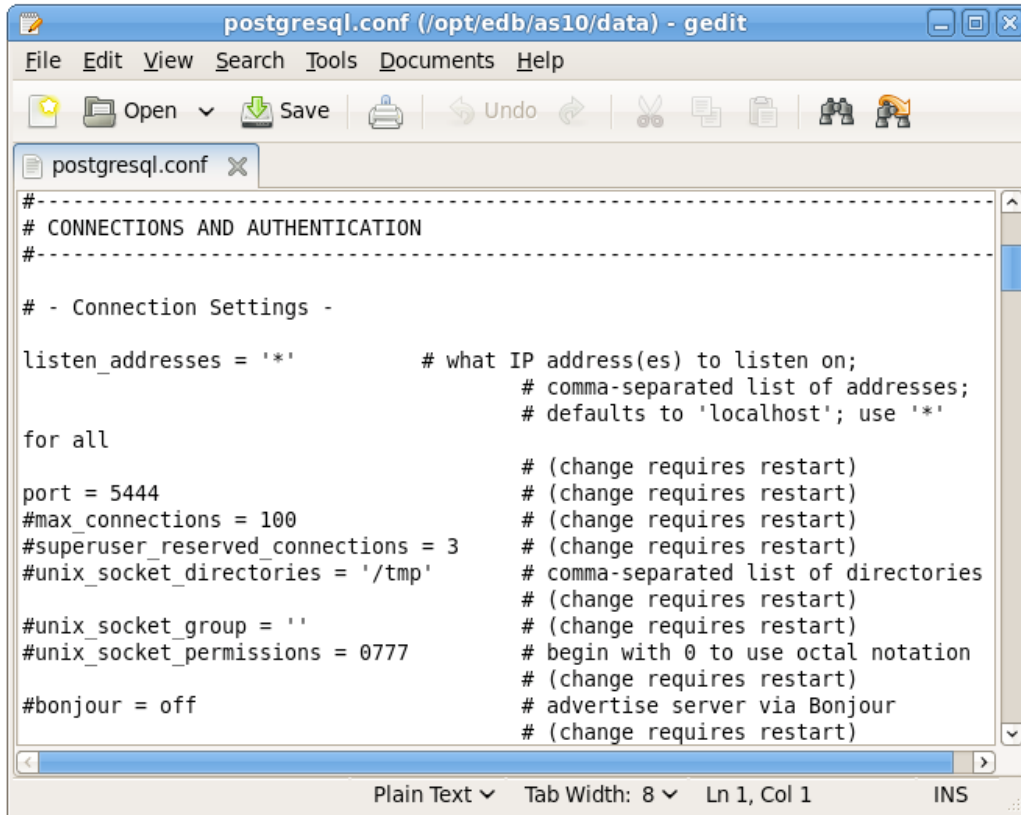 postgresql.conf (/opt/edb/as10/data) - gedit
File Edit View Search Tools Documents Help
Open Save Undo
postgresql.conf
#-----------------------------------------------------------------------------
# CONNECTIONS AND AUTHENTICATION
#-----------------------------------------------------------------------------
# - Connection Settings -
listen_addresses = '*' # what IP address(es) to listen on;
# comma-separated list of addresses;
# defaults to 'localhost'; use '*'
for all
# (change requires restart)
port = 5444 # (change requires restart)
#max_connections = 100 # (change requires restart)
#superuser_reserved_connections = 3 # (change requires restart)
#unix_socket_directories = '/tmp' # comma-separated list of directories
# (change requires restart)
#unix_socket_group = '' # (change requires restart)
#unix_socket_permissions = 0777 # begin with 0 to use octal notation
# (change requires restart)
#bonjour = off # advertise server via Bonjour
# (change requires restart)
Plain Text Tab Width: 8 Ln 1, Col 1 INS